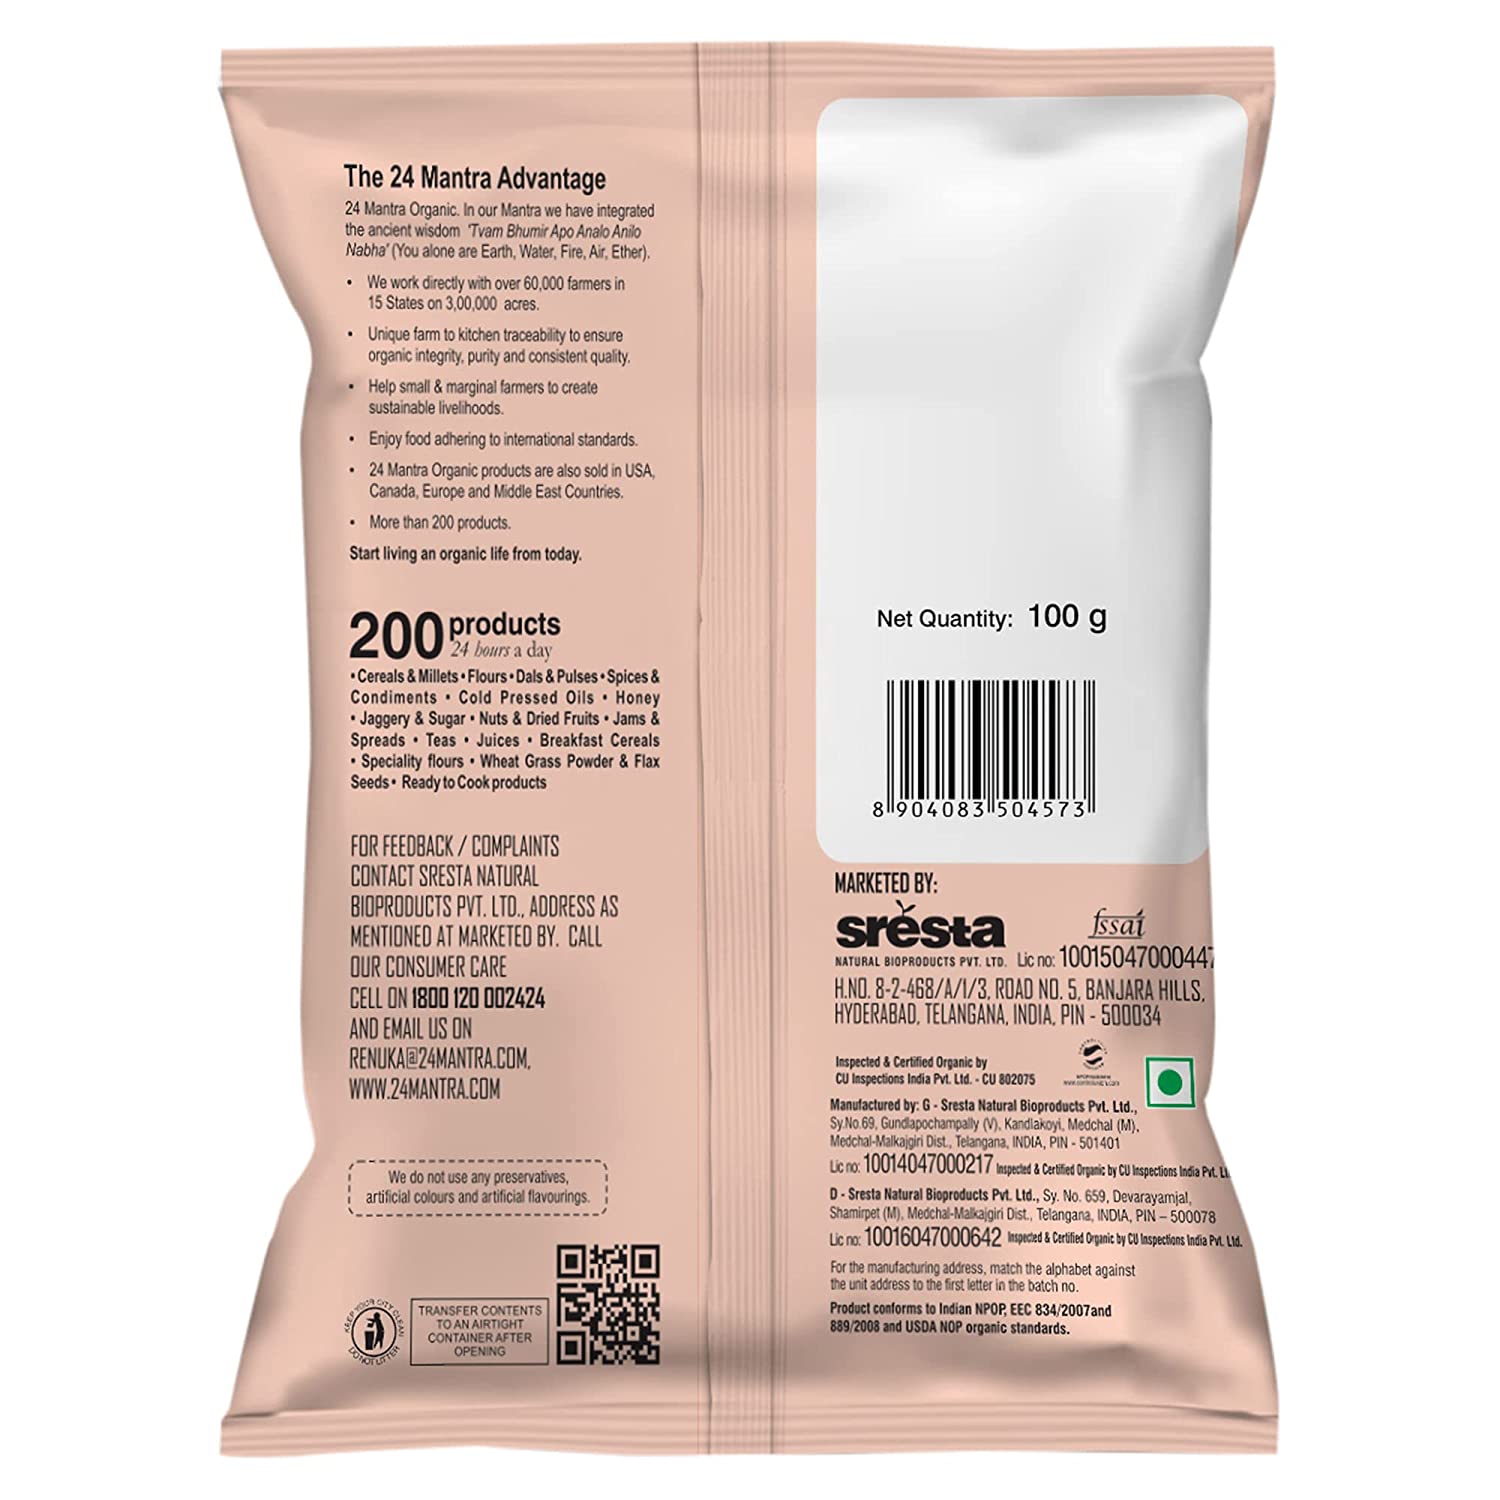 The 24 Mantra Advantage
24 Mantra Organic. In our Mantra we have integrated
the ancient wisdom 'Tvam Bhumir Apo Analo Anilo
Nabha' (You alone are Earth, Water, Fire, Air, Ether).
• We work directly with over 60,000 farmers in
15 States on 3,00,000 acres.
• Unique farm to kitchen traceability to ensure
organic integrity, purity and consistent quality.
• Help small & marginal farmers to create
sustainable livelihoods.
• Enjoy food adhering to international standards.
• 24 Mantra Organic products are also sold in USA,
Canada, Europe and Middle East Countries.
• More than 200 products.
Start living an organic life from today.
200 products
24 hours a day
• Cereals & Millets • Flours • Dals & Pulses • Spices &
Condiments • Cold Pressed Oils • Honey
• Jaggery & Sugar • Nuts & Dried Fruits • Jams &
Spreads • Teas • Juices • Breakfast Cereals
• Speciality flours • Wheat Grass Powder & Flax
Seeds • Ready to Cook products
FOR FEEDBACK / COMPLAINTS
CONTACT SRESTA NATURAL
BIOPRODUCTS PVT. LTD., ADDRESS AS
MENTIONED AT MARKETED BY. CALL
OUR CONSUMER CARE
CELL ON 1800 120 002424
AND EMAIL US ON
RENUKA@24MANTRA.COM,
WWW.24MANTRA.COM
We do not use any preservatives,
artificial colours and artificial flavourings.
KEEP YOUR CITY CLEAN
DO NOT LITTER
TRANSFER CONTENTS
TO AN AIRTIGHT
CONTAINER AFTER
OPENING
Net Quantity: 100 g
8 904083 504573
MARKETED BY:
sresta
fssai
NATURAL BIOPRODUCTS PVT. LTD. Lic no: 10015047000447
H.NO. 8-2-468/A/1/3, ROAD NO. 5, BANJARA HILLS,
HYDERABAD, TELANGANA, INDIA, PIN - 500034
Inspected & Certified Organic by
CU Inspections India Pvt. Ltd. - CU 802075
Manufactured by: G - Sresta Natural Bioproducts Pvt. Ltd.,
Sy.No.69, Gundlapochampally (V), Kandlakoyi, Medchal (M),
Medchal-Malkajgiri Dist., Telangana, INDIA, PIN - 501401
Lic no: 10014047000217 Inspected & Certified Organic by CU Inspections India Pvt. Lt
D - Sresta Natural Bioproducts Pvt. Ltd., Sy. No. 659, Devarayamjal,
Shamirpet (M), Medchal-Malkajgiri Dist., Telangana, INDIA, PIN – 500078
Lic no: 10016047000642 Inspected & Certified Organic by CU Inspections India Pvt. Ltd.
For the manufacturing address, match the alphabet against
the unit address to the first letter in the batch no.
Product conforms to Indian NPOP, EEC 834/2007and
889/2008 and USDA NOP organic standards.